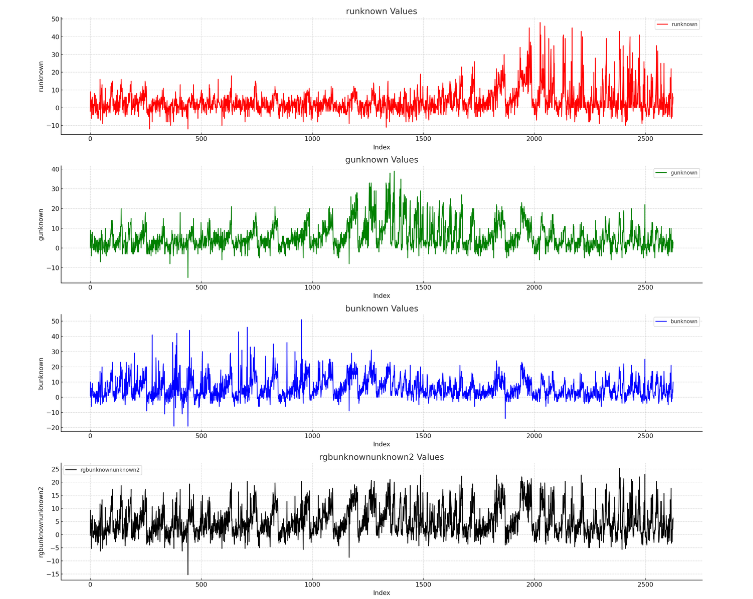 runknown Values
50
40
30
20
10
0
−10
runknown
runknown
0 500 1000 1500 2000 2500
Index
gunknown Values
40
30
20
10
0
−10
gunknown
gunknown
0 500 1000 1500 2000 2500
Index
bunknown Values
50
40
30
20
10
0
−10
−20
bunknown
bunknown
0 500 1000 1500 2000 2500
Index
rgbunknownunknown2 Values
25
20
15
10
5
0
−5
−10
−15
rgbunknownunknown2
rgbunknownunknown2
0 500 1000 1500 2000 2500
Index